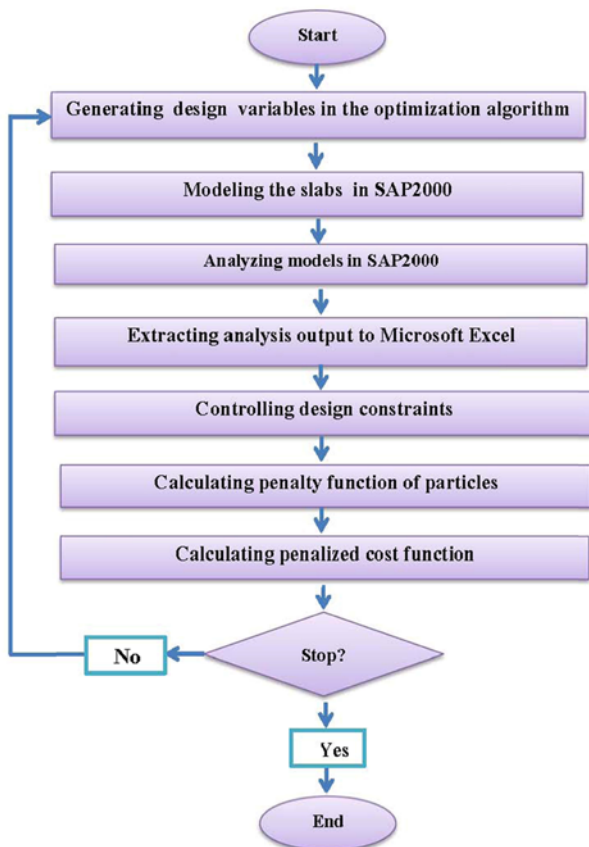 Start
Generating design variables in the optimization algorithm
Modeling the slabs in SAP2000
Analyzing models in SAP2000
Extracting analysis output to Microsoft Excel
Controlling design constraints
Calculating penalty function of particles
Calculating penalized cost function
Stop?
No
Yes
End